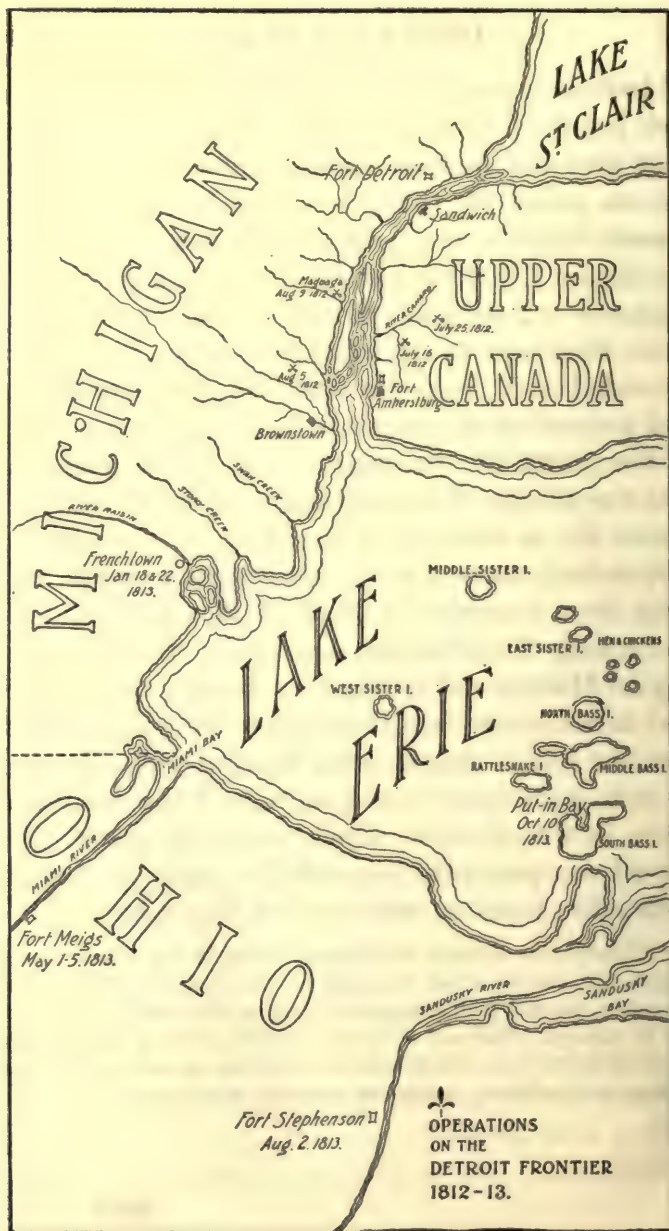 LAKE
ST CLAIR
MICHIGAN
Fort Detroit
Sandwich
UPPER
CANADA
Magoaga
Aug 9 1812
RIVER CANARD
July 25, 1812.
July 16
1812
Aug 5
1812
Fort
Amherstburg
Brownstown
SWAN CREEK
STONY CREEK
RIVER RAISIN
Frenchtown
Jan 18 & 22.
1813.
MIDDLE SISTER I.
EAST SISTER I.
HEN & CHICKENS
LAKE
ERIE
WEST SISTER I.
NORTH BASS I.
MIAMI BAY
RATTLESNAKE I
MIDDLE BASS I.
Put-in Bay
Oct 10
1813.
SOUTH BASS I.
OHIO
MIAMI RIVER
Fort Meigs
May 1-5. 1813.
SANDUSKY RIVER
SANDUSKY
BAY
Fort Stephenson
Aug. 2. 1813.
OPERATIONS
ON THE
DETROIT FRONTIER
1812-13.